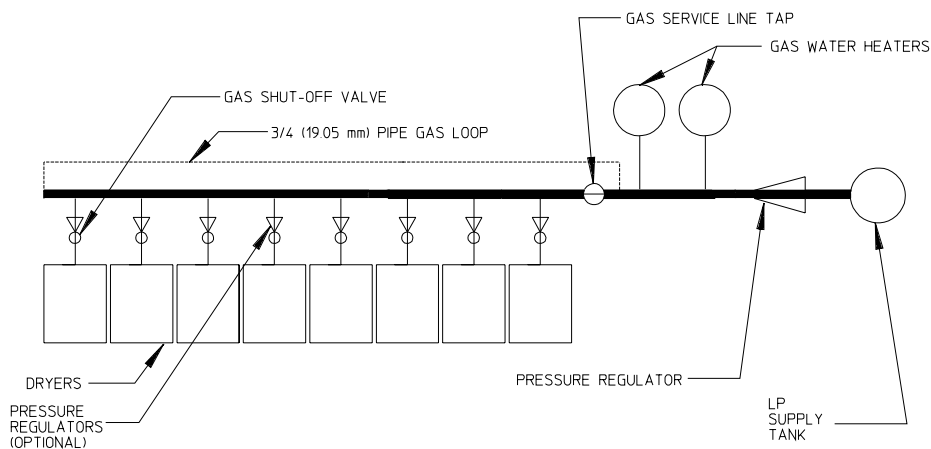 GAS SERVICE LINE TAP
GAS WATER HEATERS
GAS SHUT-OFF VALVE
3/4 (19.05 mm) PIPE GAS LOOP
DRYERS
PRESSURE REGULATOR
PRESSURE
REGULATORS
(OPTIONAL)
LP
SUPPLY
TANK